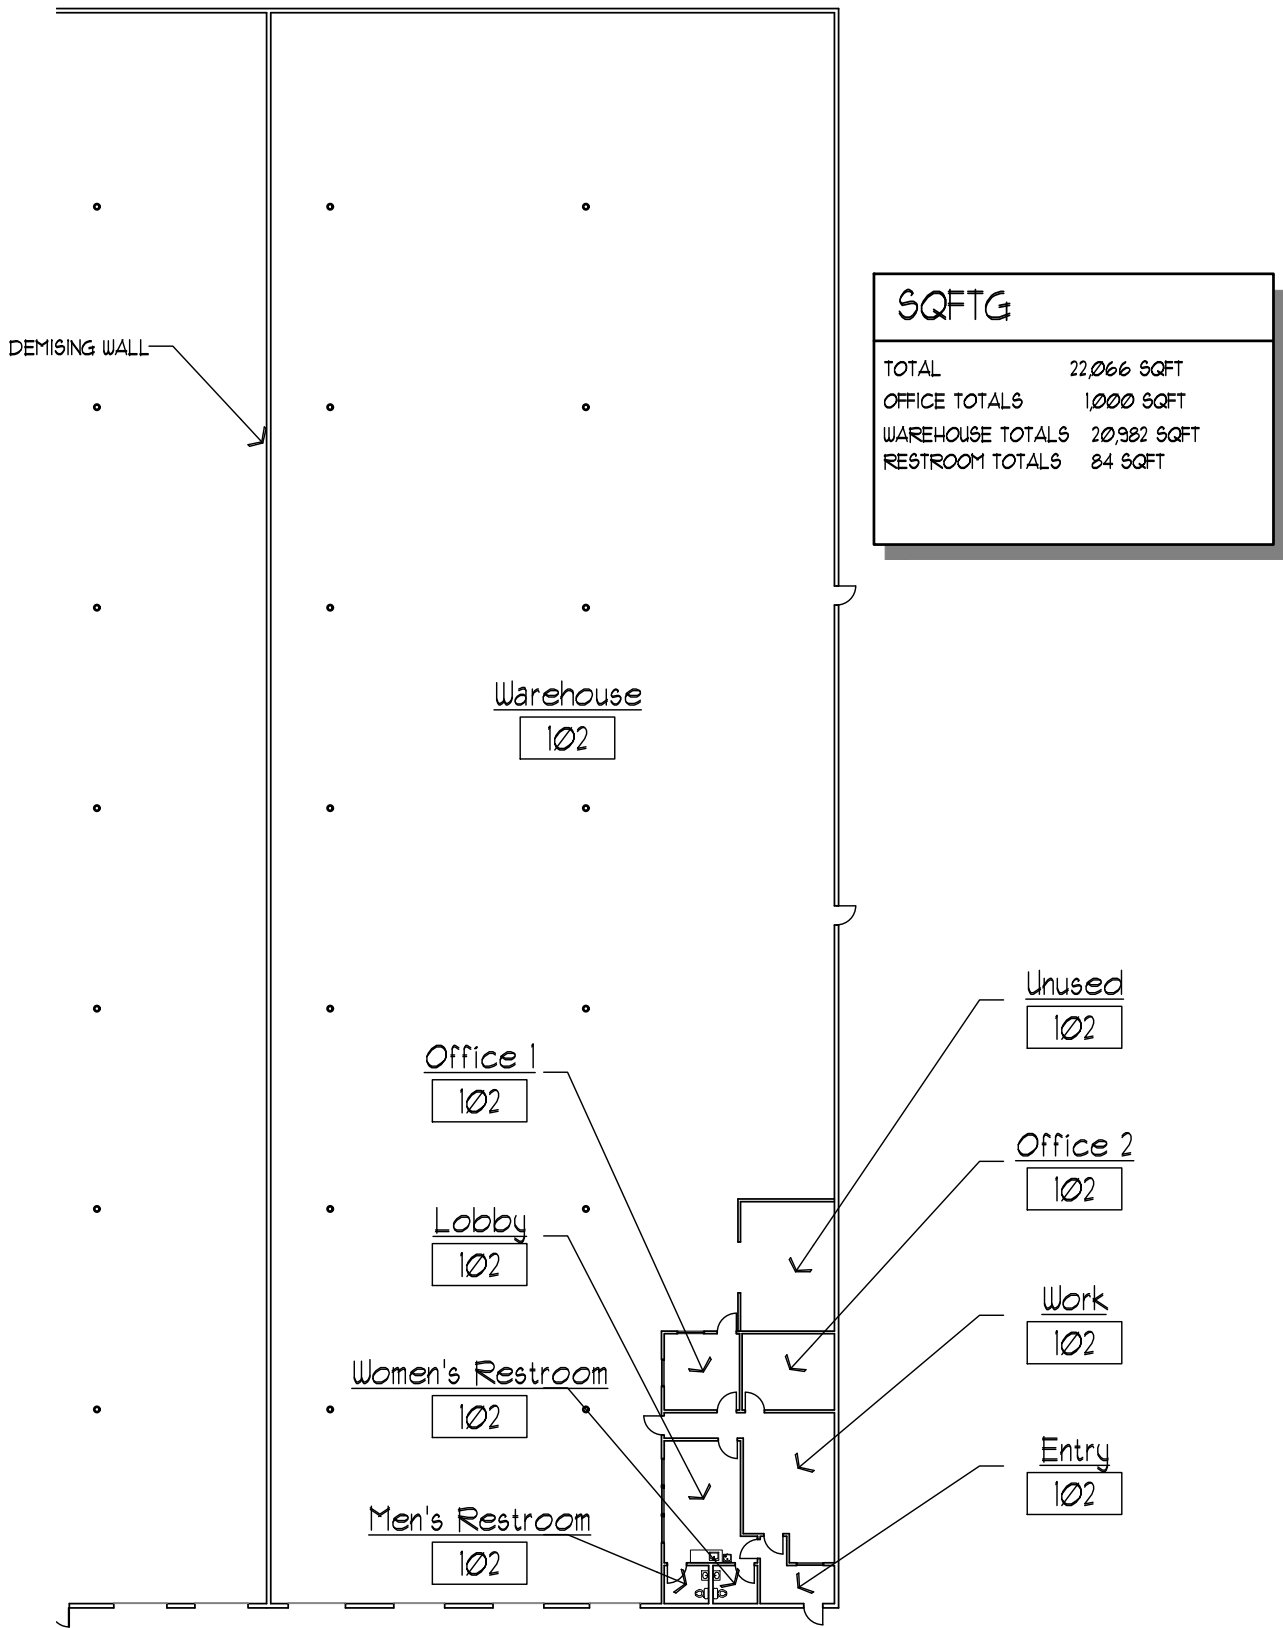 SQFTG
DEMISING WALL
TOTAL 22,066 SQFT
OFFICE TOTALS 1,000 SQFT
WAREHOUSE TOTALS 20,982 SQFT
RESTROOM TOTALS 84 SQFT
Warehouse
102
Unused
102
Office 1
102
Office 2
102
Lobby
102
Work
102
Women's Restroom
102
Entry
102
Men's Restroom
102